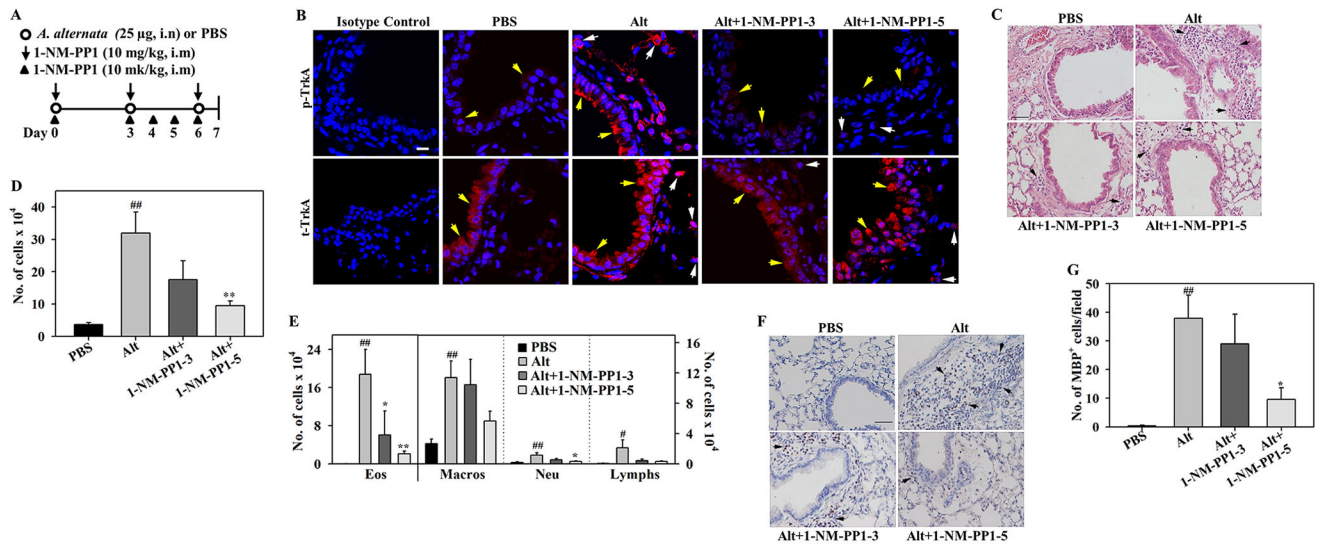 A
A. alternata (25 µg, i.n) or PBS
1-NM-PP1 (10 mg/kg, i.m)
1-NM-PP1 (10 mk/kg, i.m)
Day 0 3 4 5 6 7
B
Isotype Control PBS Alt Alt+1-NM-PP1-3 Alt+1-NM-PP1-5
p-TrkA
t-TrkA
C
PBS Alt
Alt+1-NM-PP1-3 Alt+1-NM-PP1-5
D
No. of cells x 10⁴
40
30
20
10
0
##
**
PBS
Alt
Alt+
1-NM-PP1-3
Alt+
1-NM-PP1-5
E
No. of cells x 10⁴
24
18
12
6
0
PBS
Alt
Alt+1-NM-PP1-3
Alt+1-NM-PP1-5
## * ** ## ## * #
Eos Macros Neu Lymphs
16
12
8
4
0
No. of cells x 10⁴
F
PBS Alt
Alt+1-NM-PP1-3 Alt+1-NM-PP1-5
G
No. of MBP⁺ cells/field
50
40
30
20
10
0
##
*
PBS
Alt
Alt+
1-NM-PP1-3
Alt+
1-NM-PP1-5